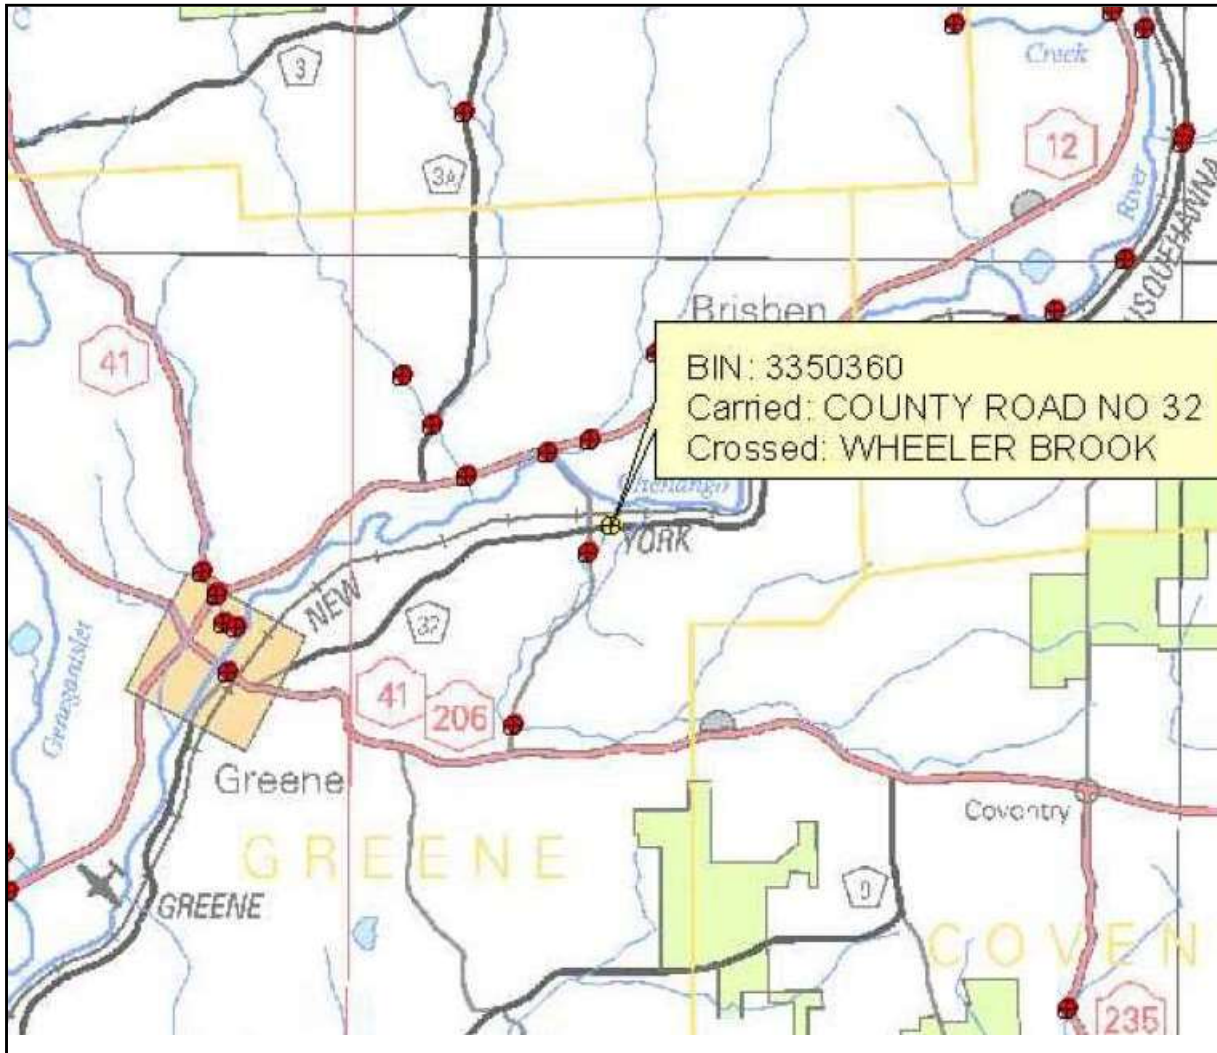 3
Creek
12
3A
River
SUSQUEHANNA
Brisben
41
BIN: 3350360
Carried: COUNTY ROAD NO 32
Crossed: WHEELER BROOK
Chenango
YORK
NEW
32
Genegantslet
41
206
Greene
Coventry
GREENE
9
GREENE
COVEN
235